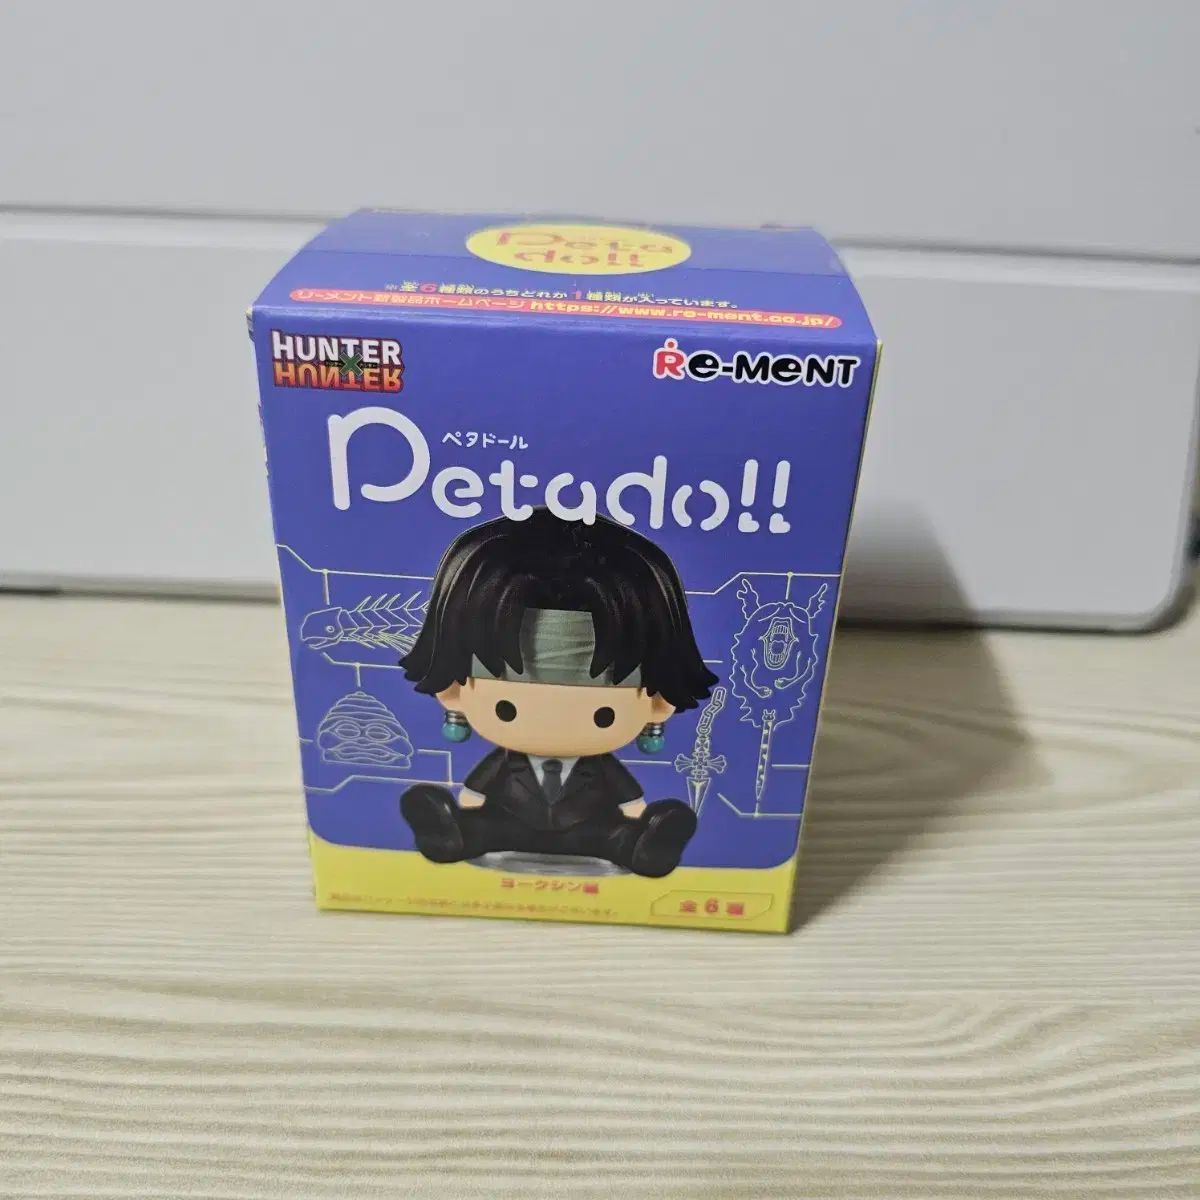 Petado!!
全6種類のうちどれか1種類が入っています。
リーメント新製品ホームページ https://www.re-ment.co.jp/
HUNTER×HUNTER
Re-MENT
ペタドール
Petado!!
ヨークシン編
全6種